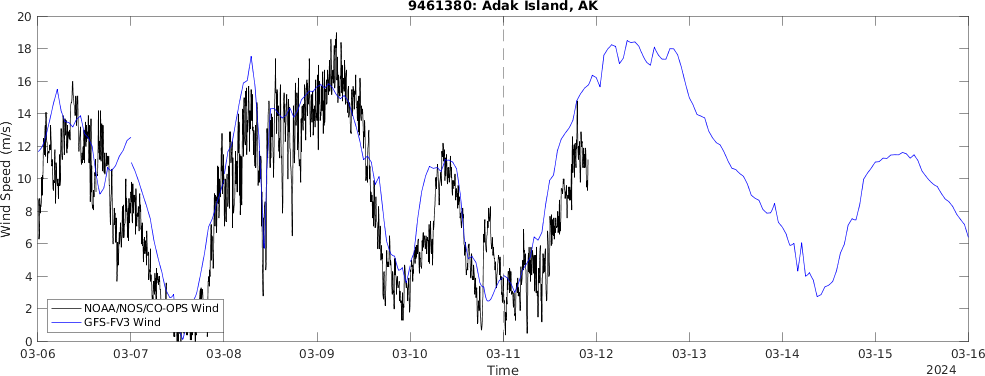 9461380: Adak Island, AK
Wind Speed (m/s)
20
18
16
14
12
10
8
6
4
2
0
NOAA/NOS/CO-OPS Wind
GFS-FV3 Wind
03-06 03-07 03-08 03-09 03-10 03-11 03-12 03-13 03-14 03-15 03-16
Time
2024